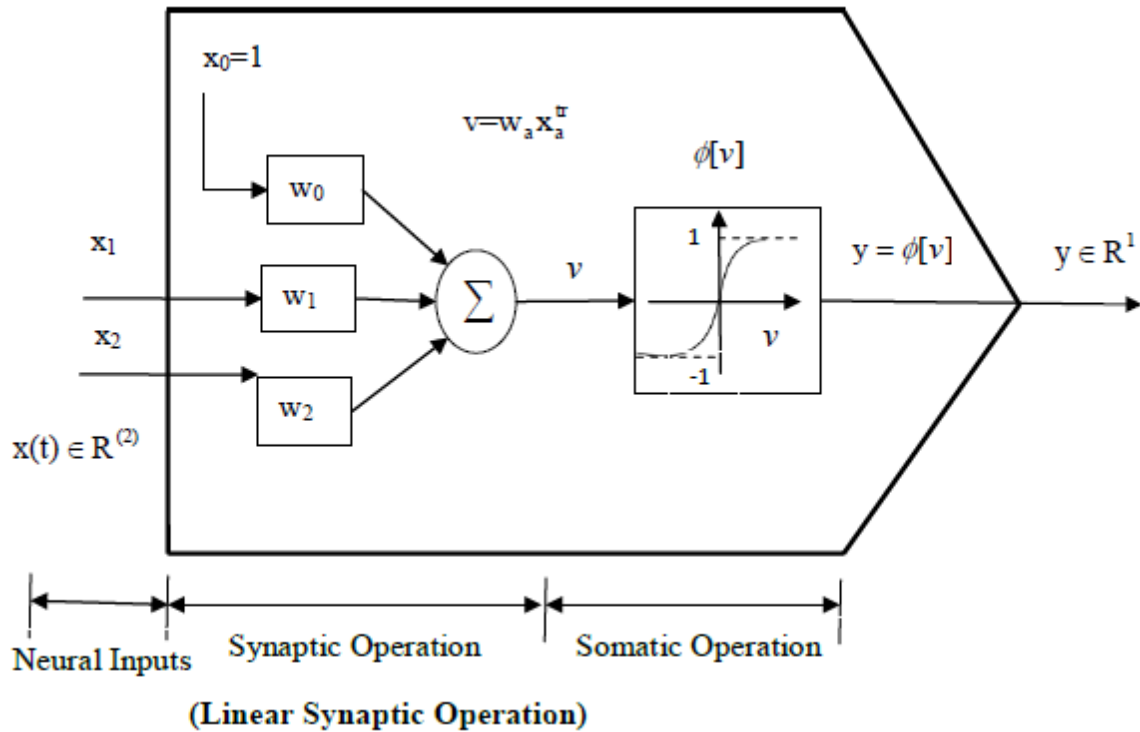 x₀=1
v=wₐxₐᵗʳ
ϕ[v]
w₀
x₁
1
y = ϕ[v]
y ∈ R¹
w₁
∑
v
x₂
v
-1
w₂
x(t) ∈ R⁽²⁾
Neural Inputs
Synaptic Operation
Somatic Operation
(Linear Synaptic Operation)